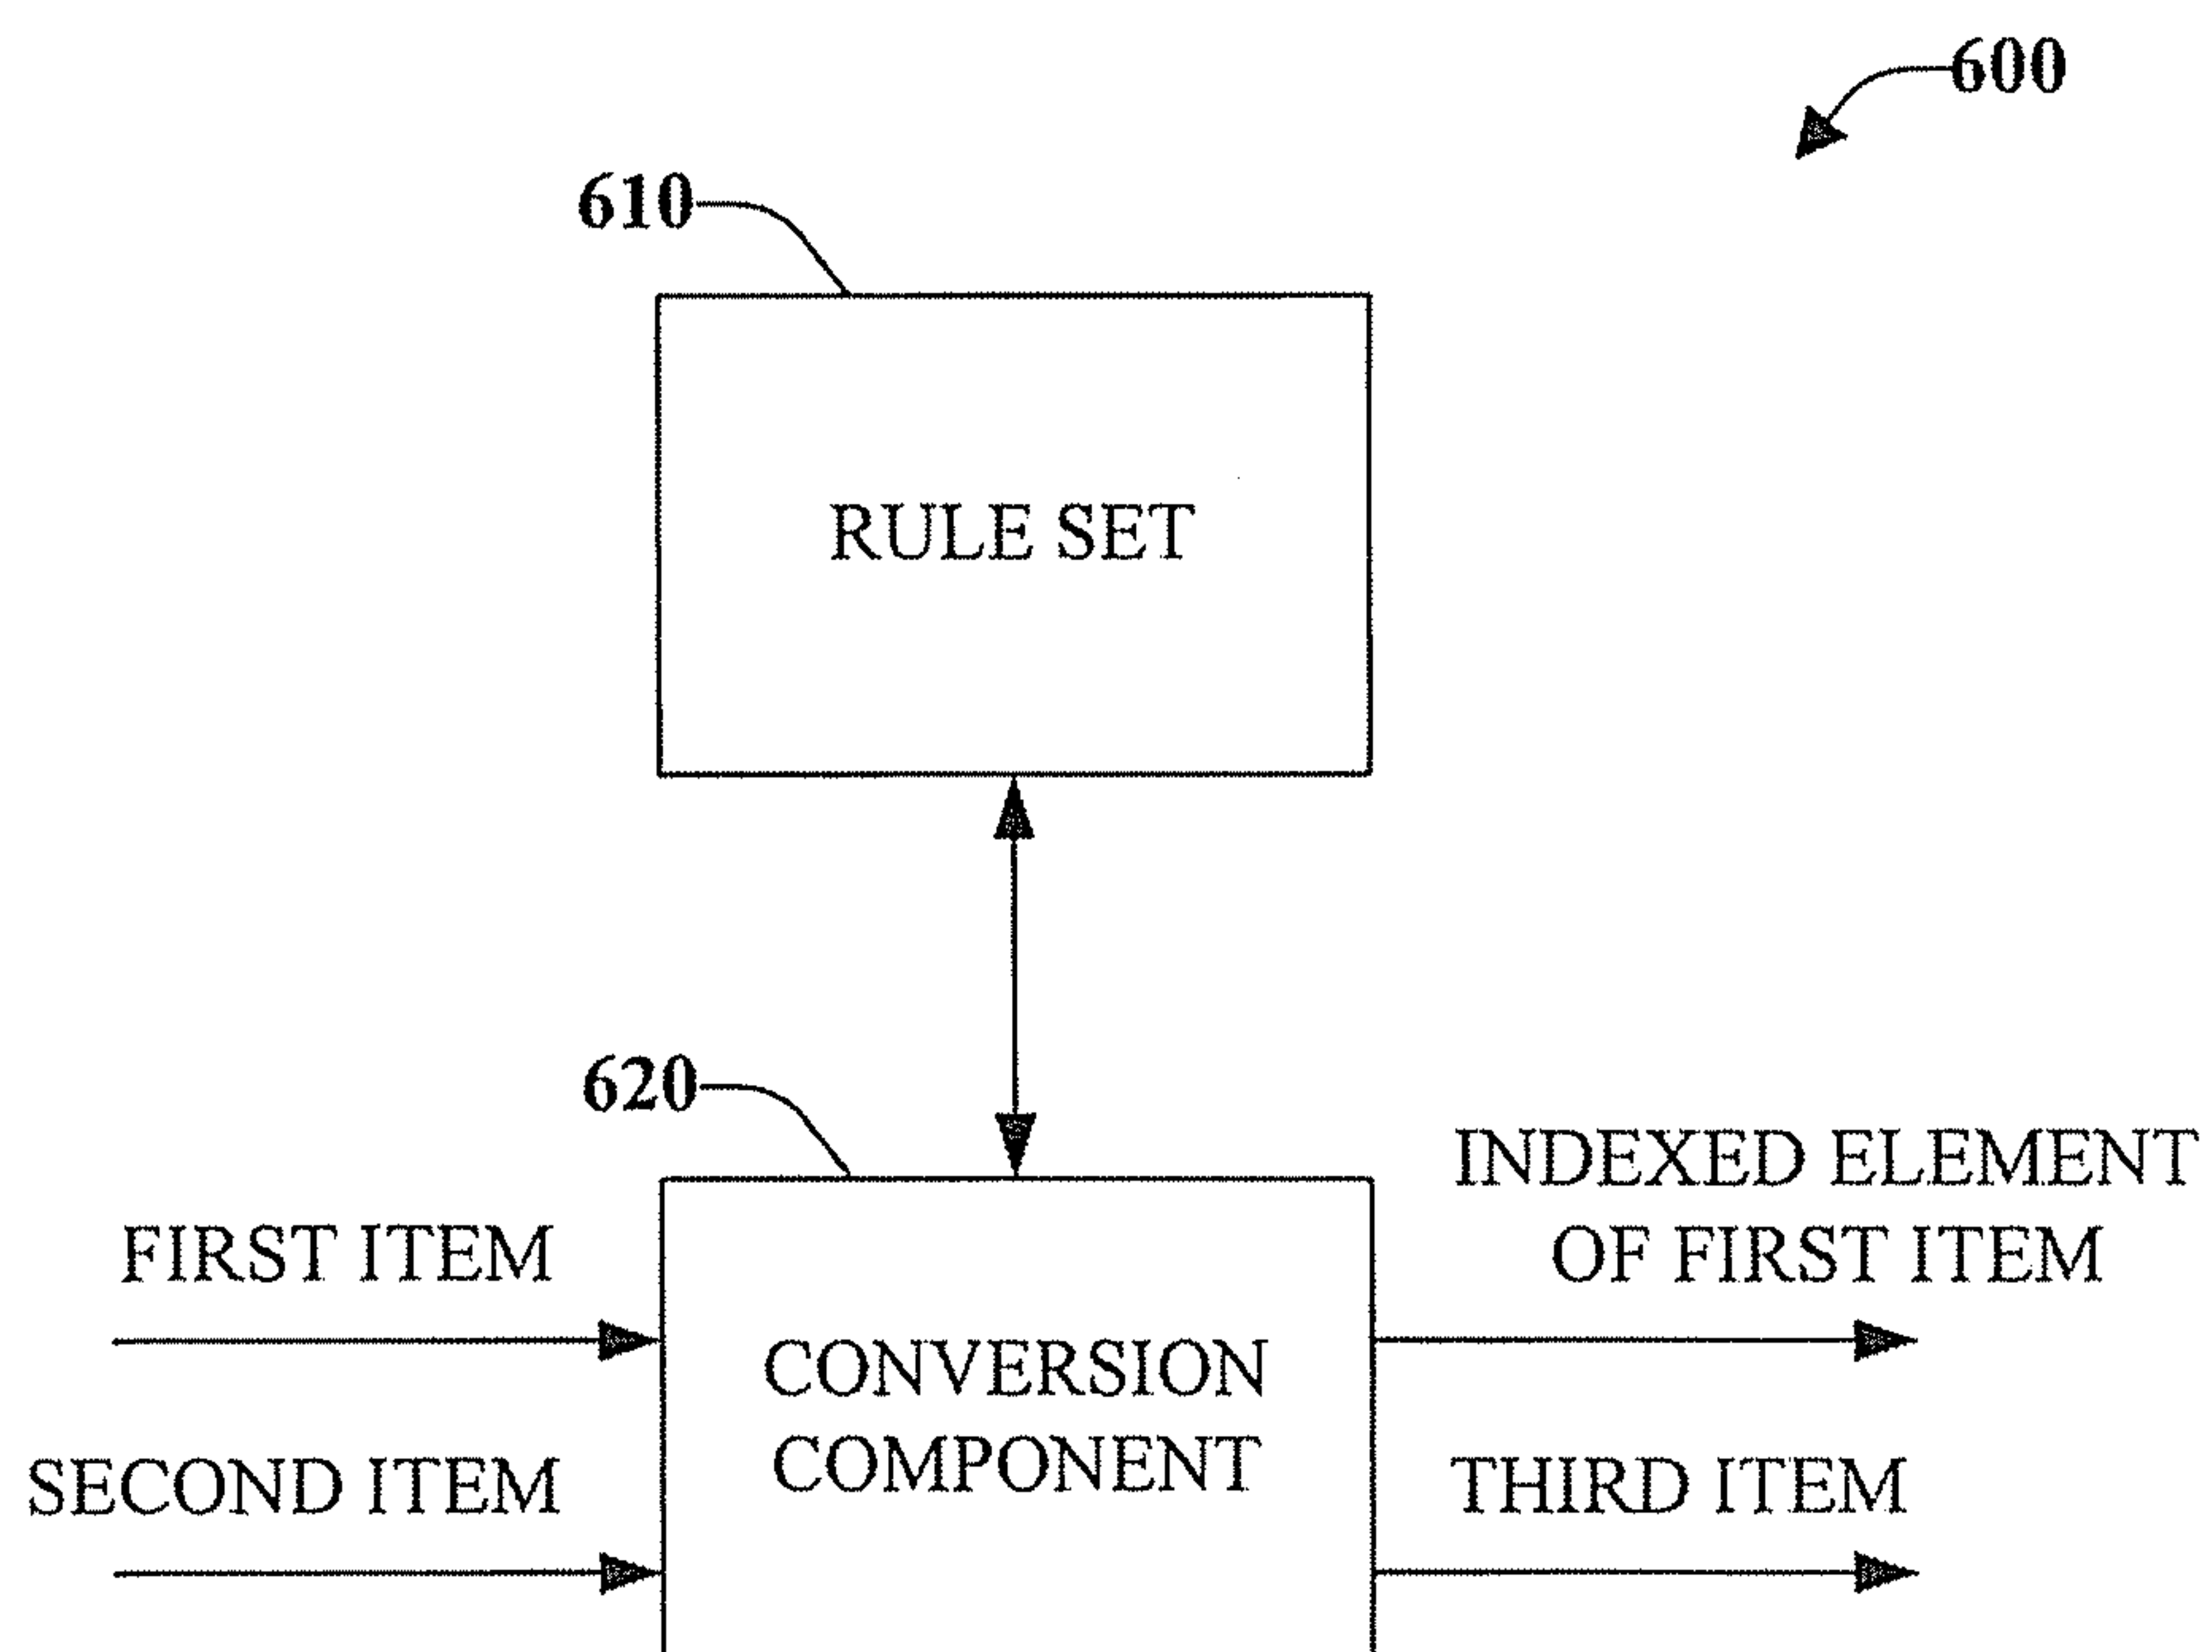 600
610
RULE SET
620
INDEXED ELEMENT
OF FIRST ITEM
FIRST ITEM
CONVERSION
COMPONENT
SECOND ITEM
THIRD ITEM